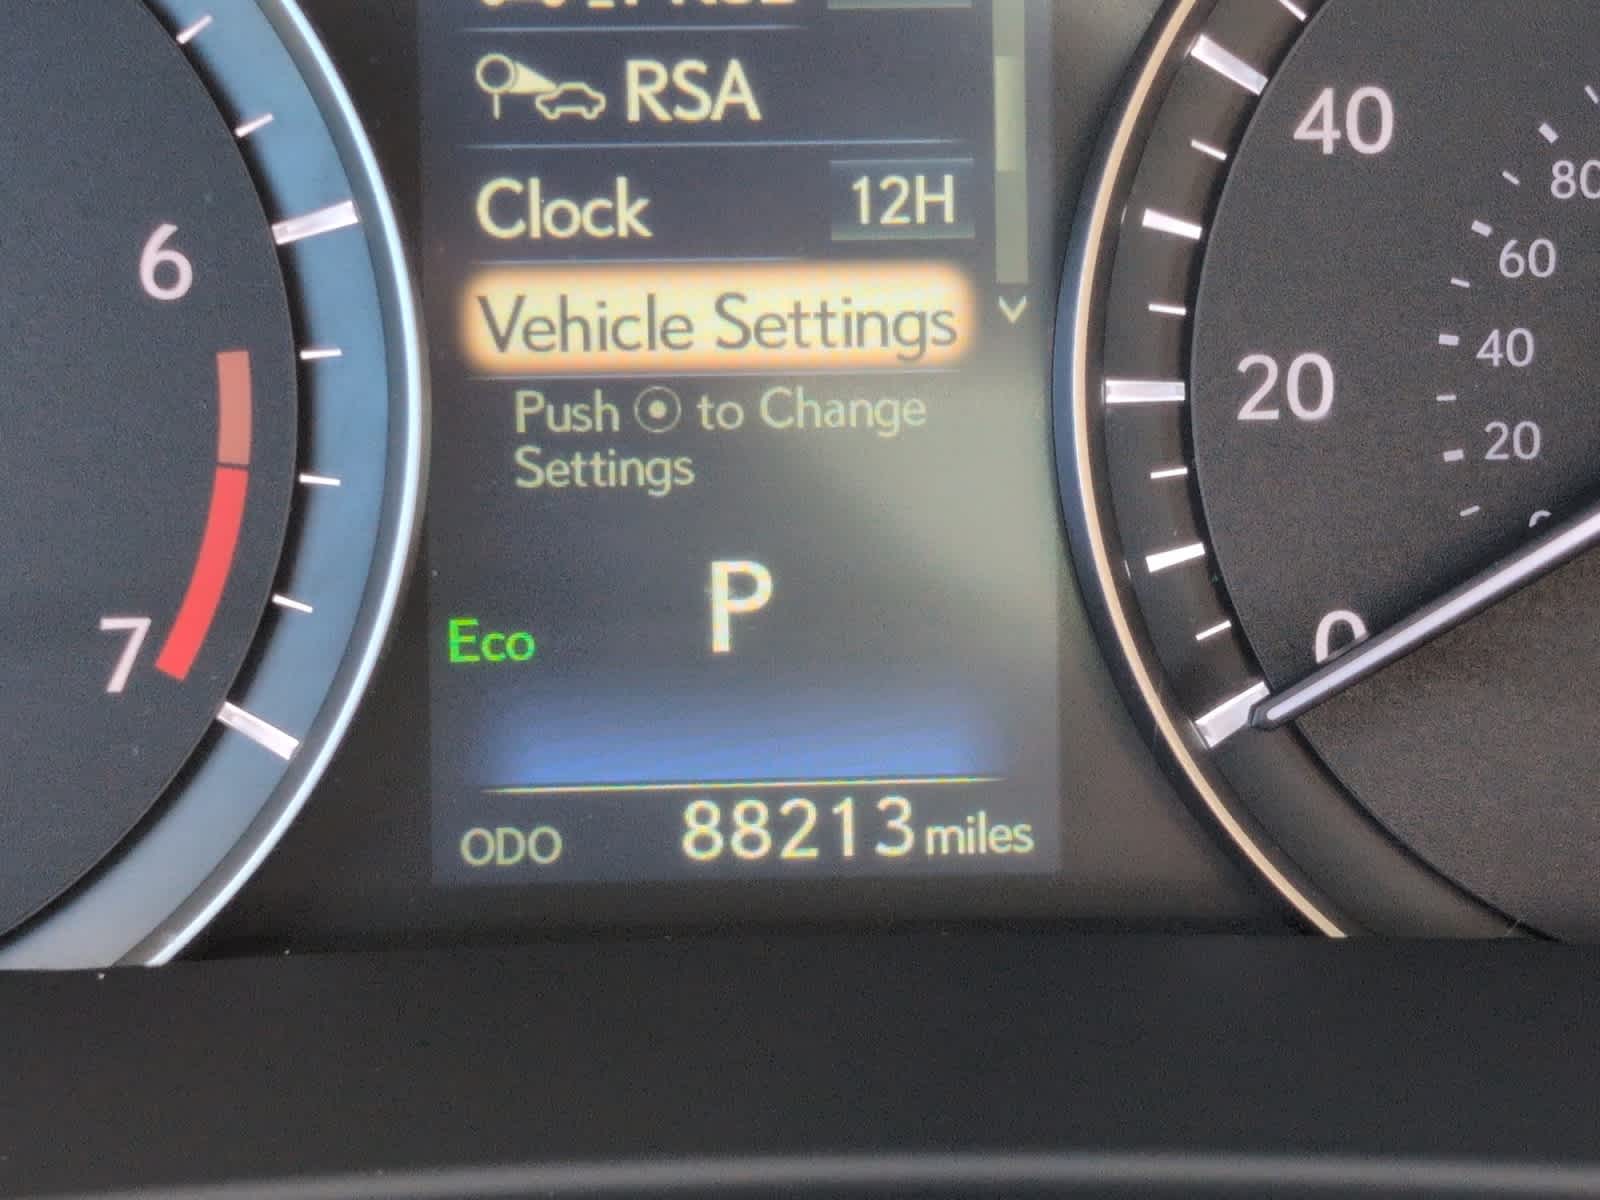 RSA
Clock 12H
Vehicle Settings
Push to Change
Settings
P
Eco
ODO 88213 miles
6
7
40
20
0
80
60
40
20